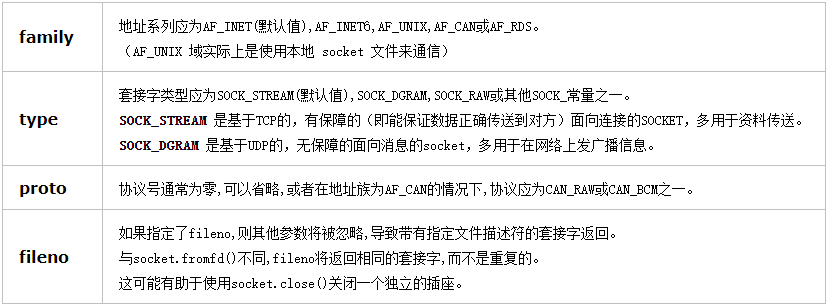 family
地址系列应为AF_INET(默认值),AF_INET6,AF_UNIX,AF_CAN或AF_RDS。
（AF_UNIX 域实际上是使用本地 socket 文件来通信）
type
套接字类型应为SOCK_STREAM(默认值),SOCK_DGRAM,SOCK_RAW或其他SOCK_常量之一。
SOCK_STREAM 是基于TCP的，有保障的（即能保证数据正确传送到对方）面向连接的SOCKET，多用于资料传送。
SOCK_DGRAM 是基于UDP的，无保障的面向消息的socket，多用于在网络上发广播信息。
proto
协议号通常为零,可以省略,或者在地址族为AF_CAN的情况下,协议应为CAN_RAW或CAN_BCM之一。
fileno
如果指定了fileno,则其他参数将被忽略,导致带有指定文件描述符的套接字返回。
与socket.fromfd()不同,fileno将返回相同的套接字,而不是重复的。
这可能有助于使用socket.close()关闭一个独立的插座。